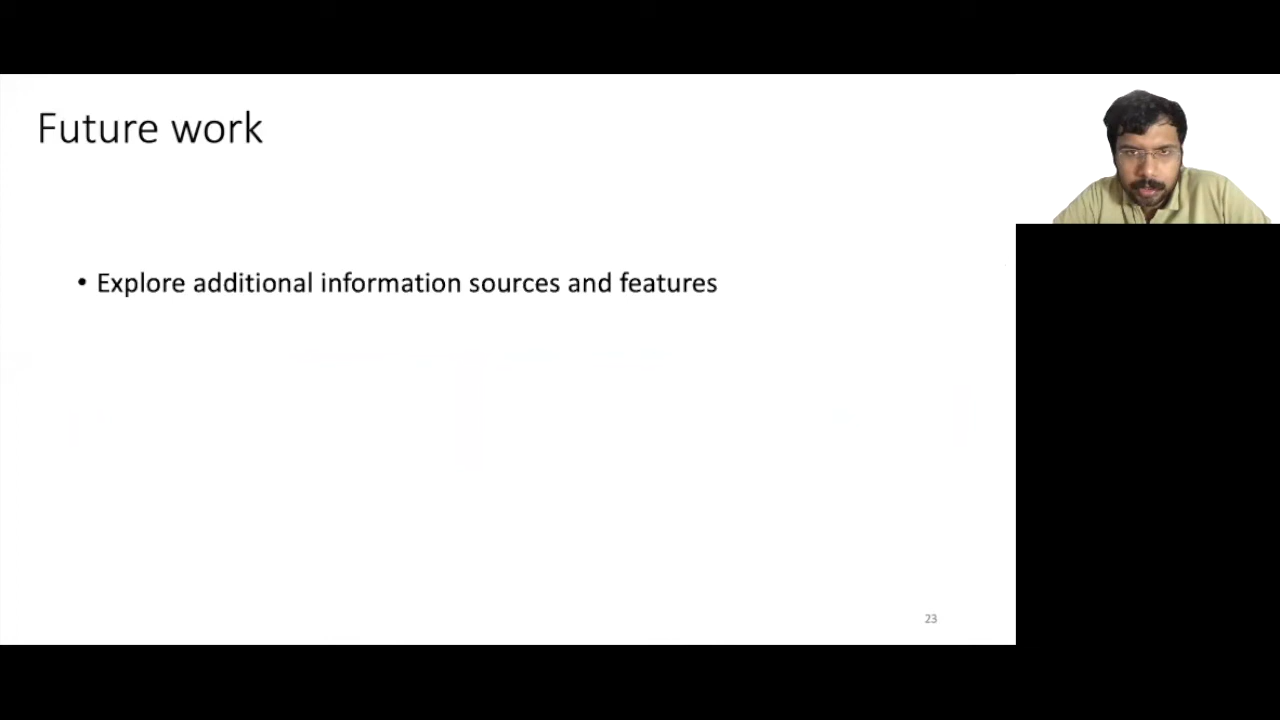 Future work
• Explore additional information sources and features
23